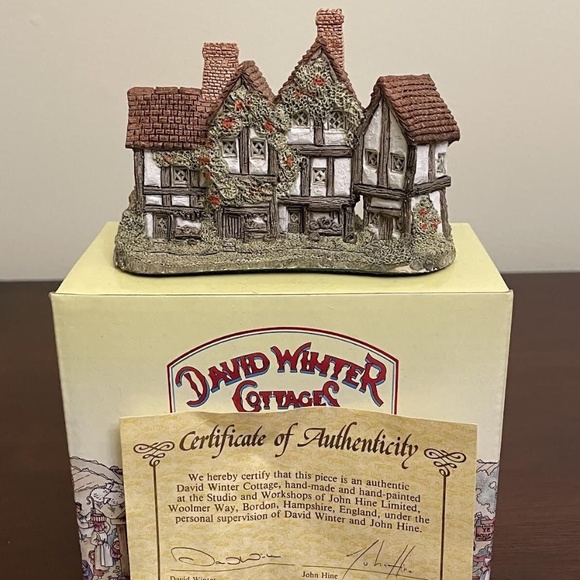 DAVID WINTER
COTTAGES
Certificate of Authenticity
We hereby certify that this piece is an authentic
David Winter Cottage, hand-made and hand-painted
at the Studio and Workshops of John Hine Limited,
Woolmer Way, Bordon, Hampshire, England, under the
personal supervision of David Winter and John Hine.
David Winter John Hine